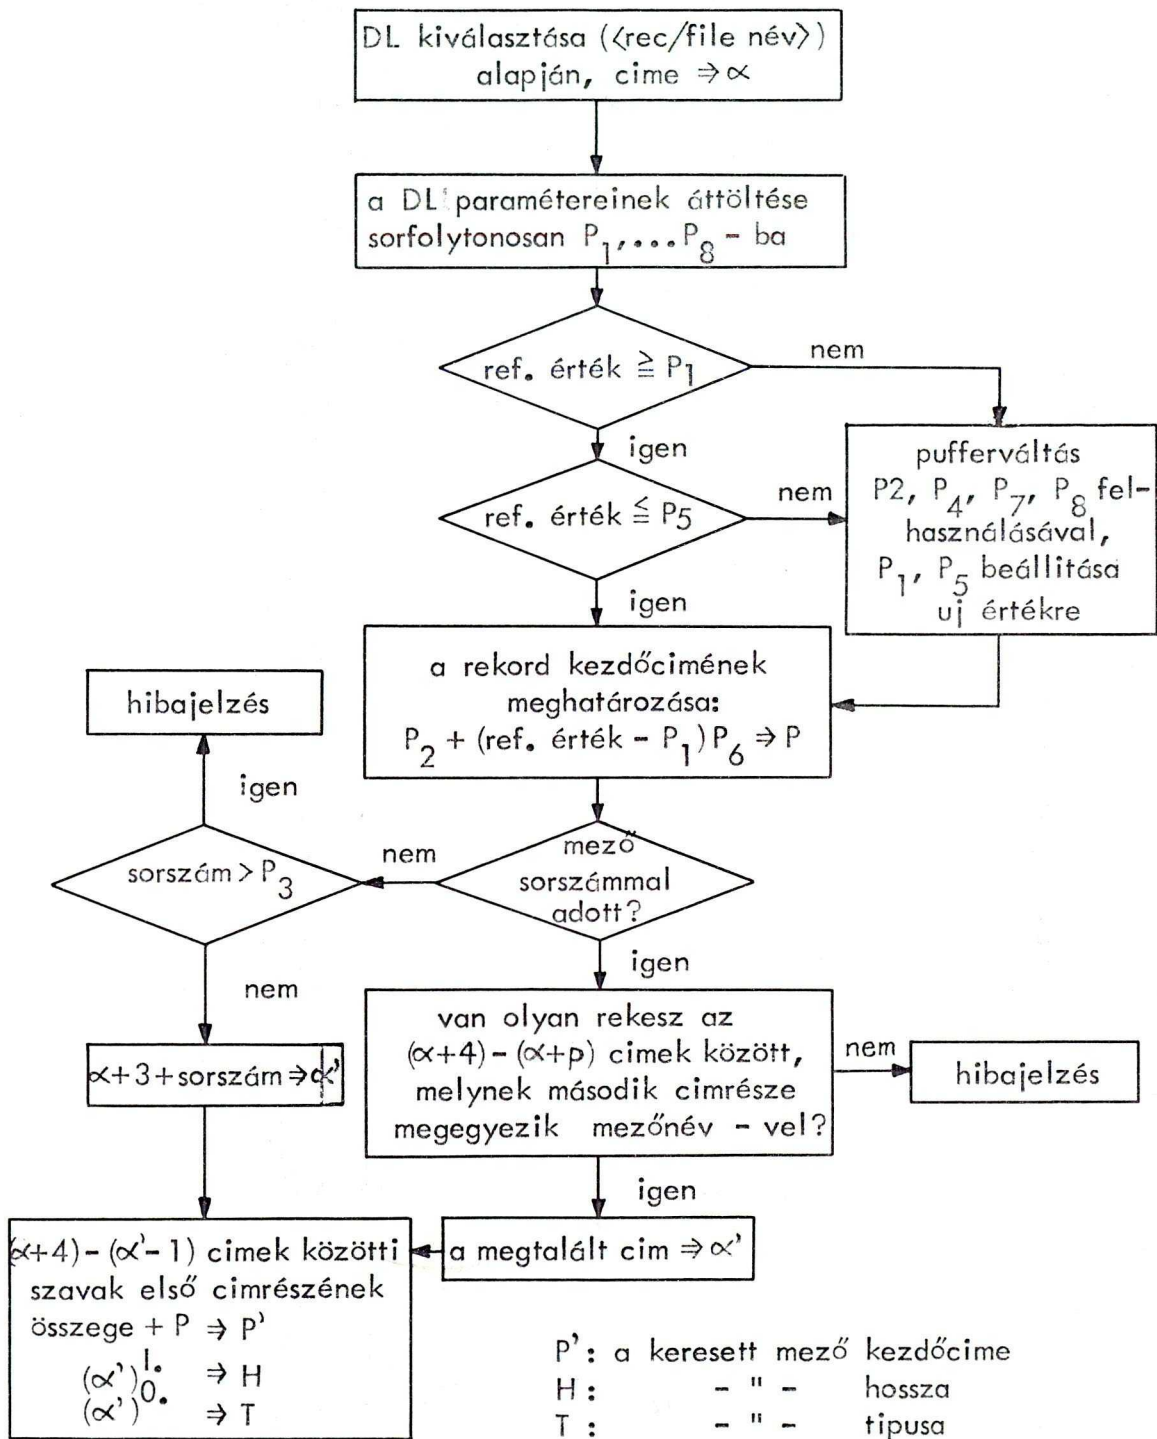 DL kiválasztása (⟨rec/file név⟩)
alapján, cime ⇒ α
a DL paramétereinek áttöltése
sorfolytonosan P₁,...P₈ - ba
ref. érték ≧ P₁
nem
igen
ref. érték ≦ P₅
nem
igen
pufferváltás
P2, P₄, P₇, P₈ fel-
használásával,
P₁, P₅ beállitása
uj értékre
a rekord kezdőcimének
meghatározása:
P₂ + (ref. érték - P₁) P₆ ⇒ P
hibajelzés
igen
sorszám > P₃
nem
mező
sorszámmal
adott?
nem
igen
α+3+sorszám ⇒ α'
van olyan rekesz az
(α+4) - (α+p) cimek között,
melynek második cimrésze
megegyezik mezőnév - vel?
nem
hibajelzés
igen
a megtalált cim ⇒ α'
(α+4) - (α'-1) cimek közötti
szavak első cimrészének
összege + P ⇒ P'
(α')I. ⇒ H
(α')0. ⇒ T
P' : a keresett mező kezdőcime
H : - " - hossza
T : - " - tipusa